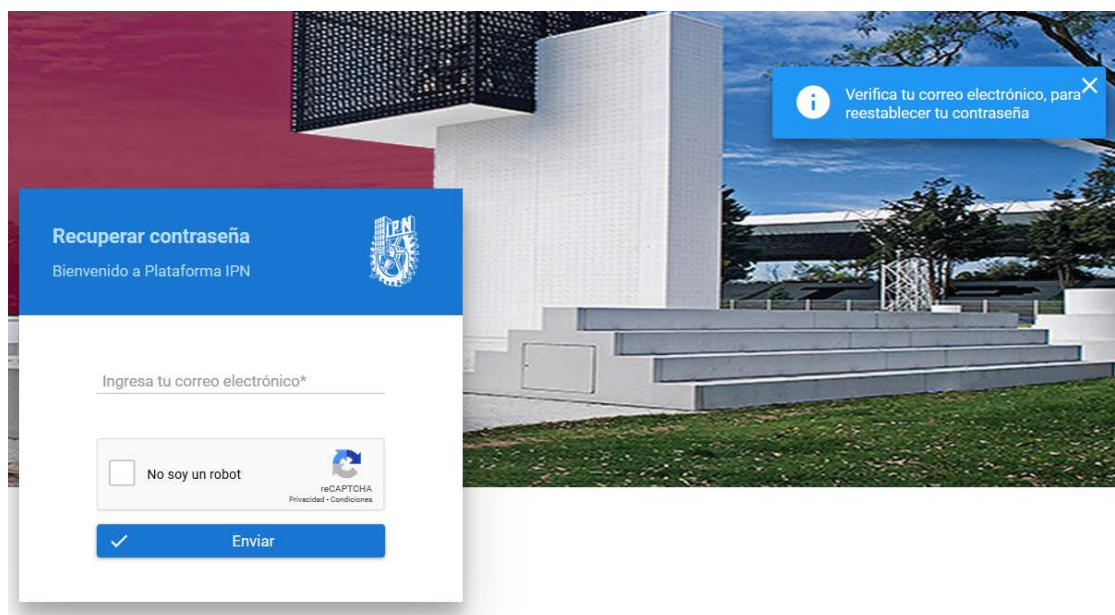 Verifica tu correo electrónico, para
reestablecer tu contraseña
Recuperar contraseña
Bienvenido a Plataforma IPN
IPN
Ingresa tu correo electrónico*
No soy un robot
reCAPTCHA
Privacidad - Condiciones
Enviar